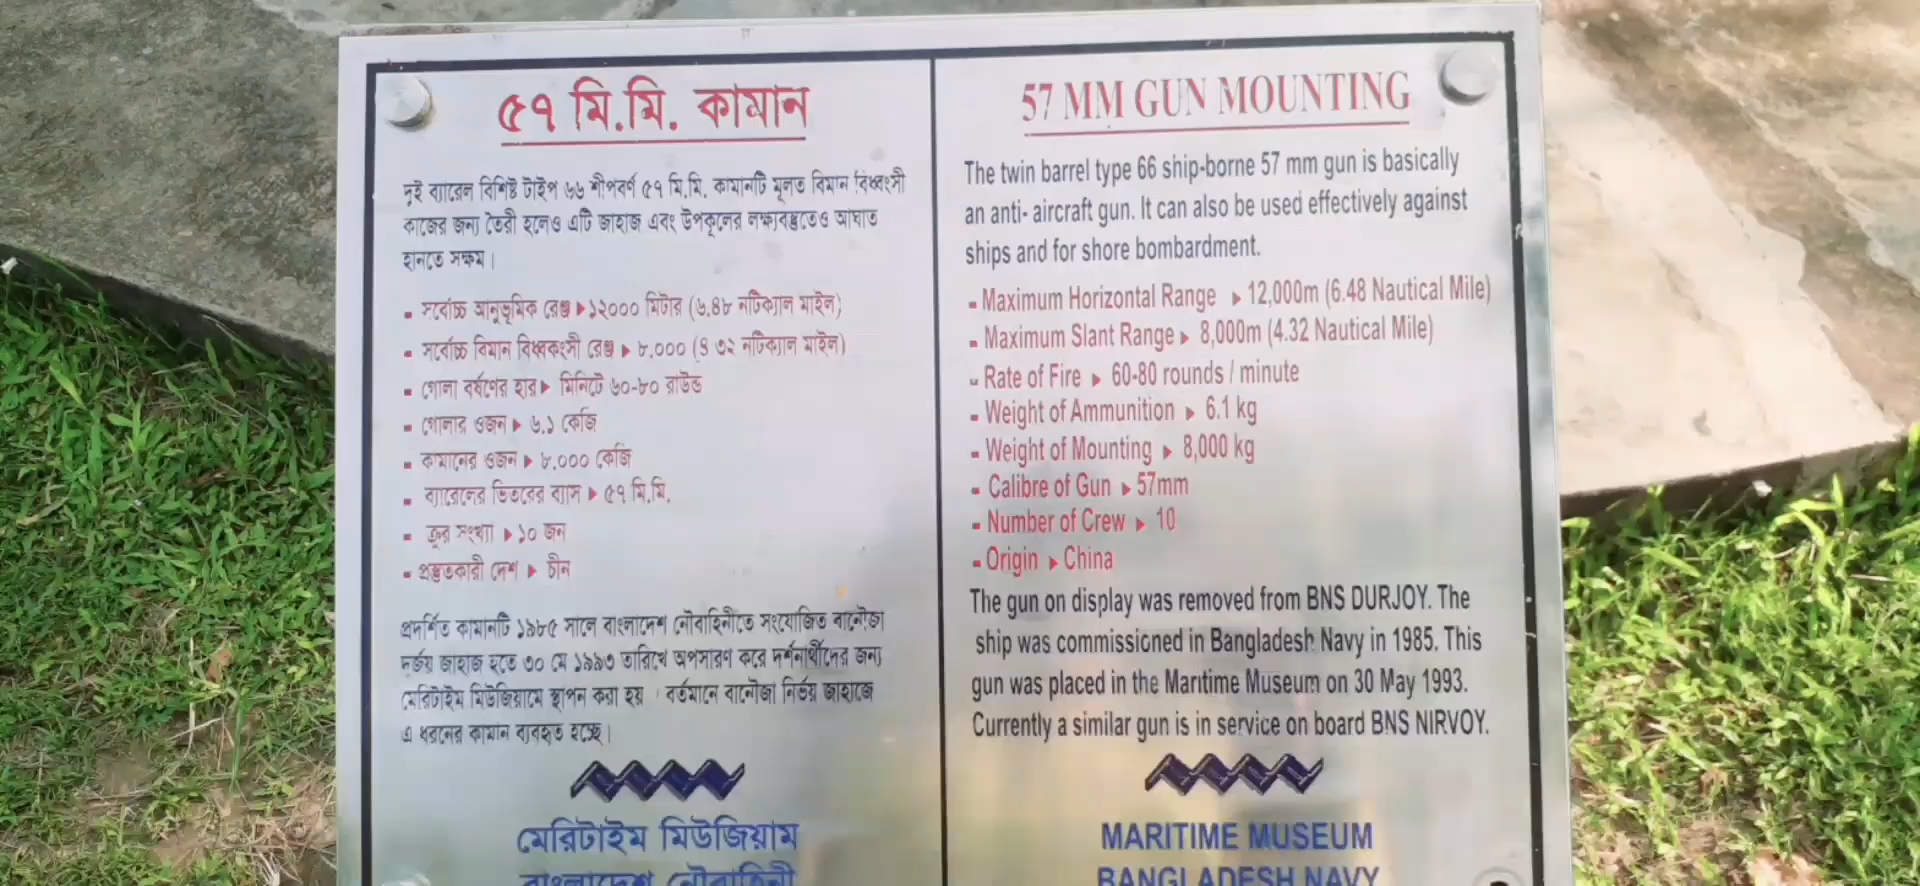 ৫৭ মি.মি. কামান
দুই ব্যারেল বিশিষ্ট টাইপ ৬৬ শীপবর্ণ ৫৭ মি.মি. কামানটি মূলত বিমান বিধ্বংসী
কাজের জন্য তৈরী হলেও এটি জাহাজ এবং উপকূলের লক্ষ্যবস্তুতেও আঘাত
হানতে সক্ষম।
▪ সর্বোচ্চ আনুভূমিক রেঞ্জ ▶ ১২০০০ মিটার (৬.৪৮ নটিক্যাল মাইল)
▪ সর্বোচ্চ বিমান বিধ্বকংসী রেঞ্জ ▶ ৮,০০০ (৪ ৩২ নটিক্যাল মাইল)
▪ গোলা বর্ষণের হার ▶ মিনিটে ৬০-৮০ রাউন্ড
▪ গোলার ওজন ▶ ৬.১ কেজি
▪ কামানের ওজন ▶ ৮,০০০ কেজি
▪ ব্যারেলের ভিতরের ব্যাস ▶ ৫৭ মি.মি.
▪ ক্রুর সংখ্যা ▶ ১০ জন
▪ প্রস্তুতকারী দেশ ▶ চীন
প্রদর্শিত কামানটি ১৯৮৫ সালে বাংলাদেশ নৌবাহিনীতে সংযোজিত বানৌজা
দূর্জয় জাহাজ হতে ৩০ মে ১৯৯৩ তারিখে অপসারণ করে দর্শনার্থীদের জন্য
মেরিটাইম মিউজিয়ামে স্থাপন করা হয় । বর্তমানে বানৌজা নির্ভয় জাহাজে
এ ধরনের কামান ব্যবহৃত হচ্ছে।
মেরিটাইম মিউজিয়াম
বাংলাদেশ নৌবাহিনী
57 MM GUN MOUNTING
The twin barrel type 66 ship-borne 57 mm gun is basically
an anti- aircraft gun. It can also be used effectively against
ships and for shore bombardment.
▪ Maximum Horizontal Range ▶ 12,000m (6.48 Nautical Mile)
▪ Maximum Slant Range ▶ 8,000m (4.32 Nautical Mile)
▪ Rate of Fire ▶ 60-80 rounds / minute
▪ Weight of Ammunition ▶ 6.1 kg
▪ Weight of Mounting ▶ 8,000 kg
▪ Calibre of Gun ▶ 57mm
▪ Number of Crew ▶ 10
▪ Origin ▶ China
The gun on display was removed from BNS DURJOY. The
ship was commissioned in Bangladesh Navy in 1985. This
gun was placed in the Maritime Museum on 30 May 1993.
Currently a similar gun is in service on board BNS NIRVOY.
MARITIME MUSEUM
BANGLADESH NAVY